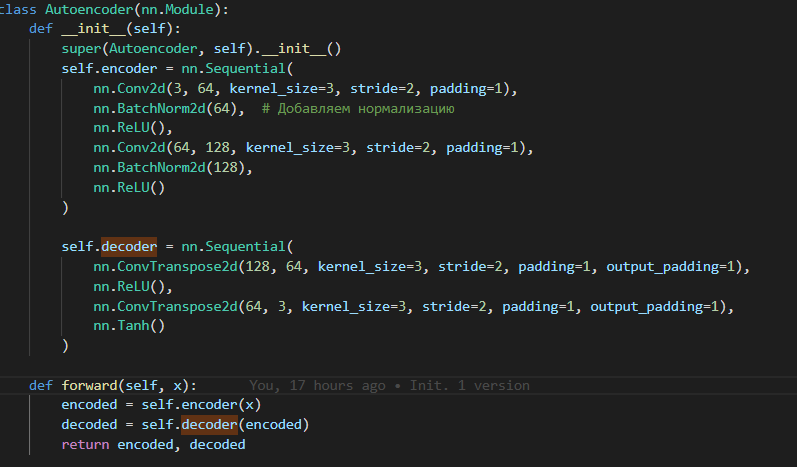 class Autoencoder(nn.Module):
    def __init__(self):
        super(Autoencoder, self).__init__()
        self.encoder = nn.Sequential(
            nn.Conv2d(3, 64, kernel_size=3, stride=2, padding=1),
            nn.BatchNorm2d(64),  # Добавляем нормализацию
            nn.ReLU(),
            nn.Conv2d(64, 128, kernel_size=3, stride=2, padding=1),
            nn.BatchNorm2d(128),
            nn.ReLU()
        )
        self.decoder = nn.Sequential(
            nn.ConvTranspose2d(128, 64, kernel_size=3, stride=2, padding=1, output_padding=1),
            nn.ReLU(),
            nn.ConvTranspose2d(64, 3, kernel_size=3, stride=2, padding=1, output_padding=1),
            nn.Tanh()
        )
    def forward(self, x):      You, 17 hours ago • Init. 1 version
        encoded = self.encoder(x)
        decoded = self.decoder(encoded)
        return encoded, decoded